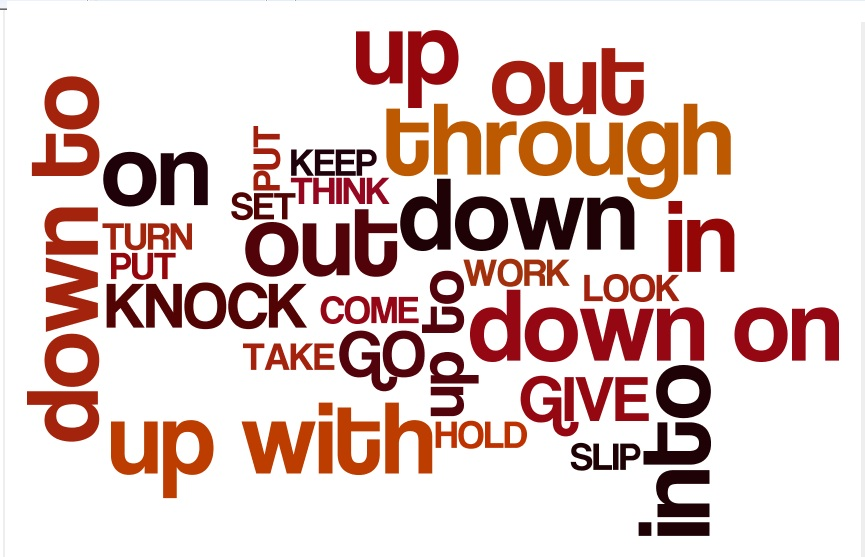 up
out
down to
through
on
PUT
KEEP
THINK
SET
down
out
in
TURN
PUT
WORK
LOOK
KNOCK
COME
up to
down on
TAKE
GO
GIVE
into
up with
HOLD
SLIP